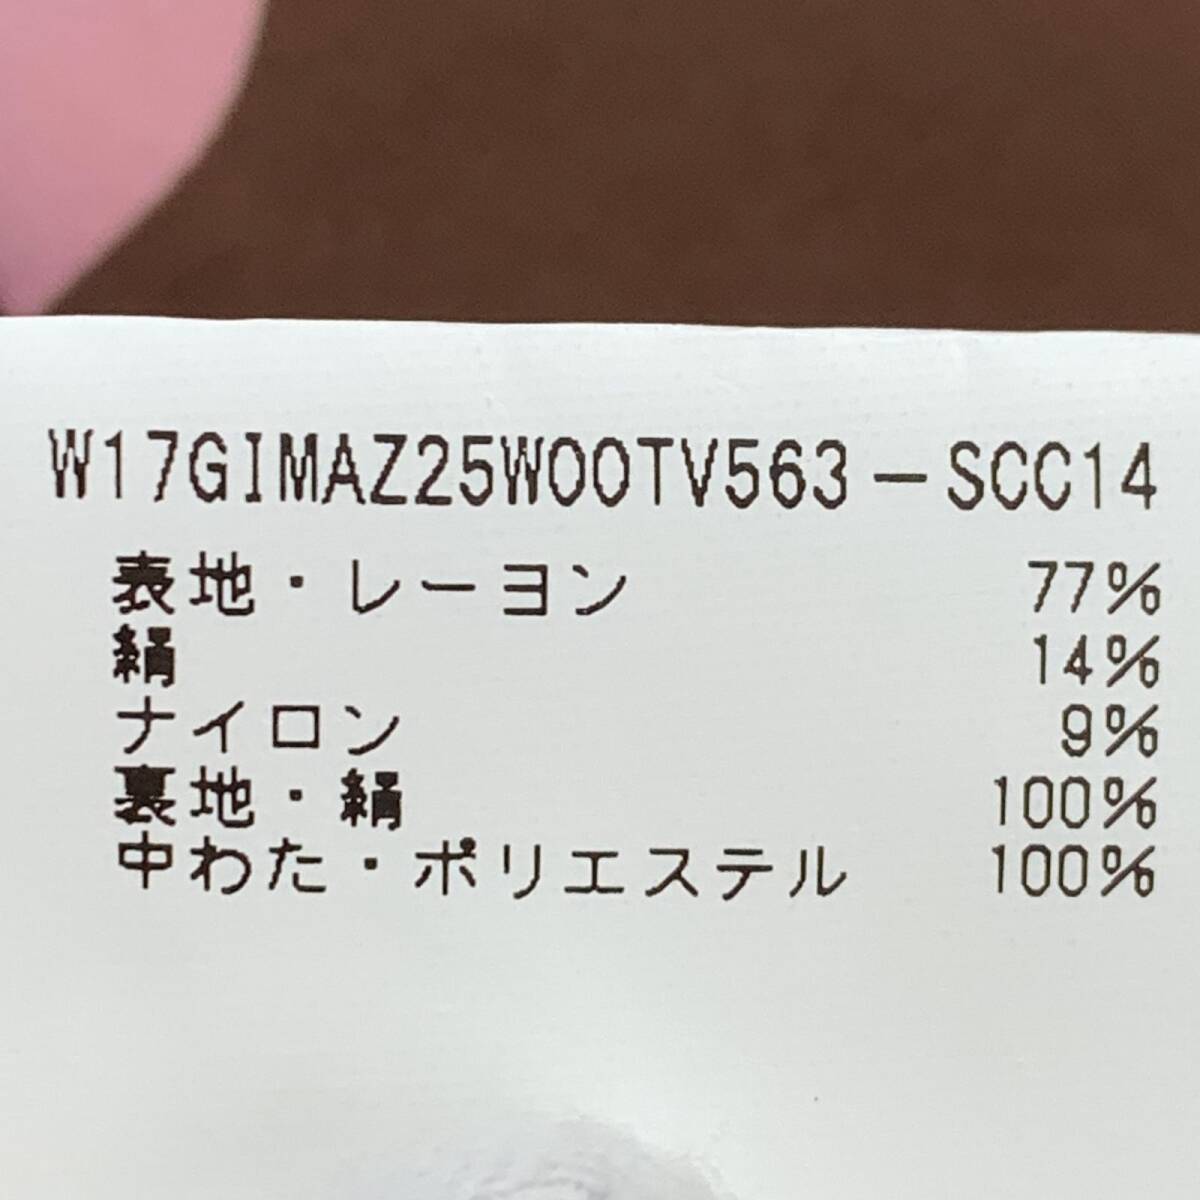 W17GIMAZ25W00TV563-SCC14
表地・レーヨン 77%
絹 14%
ナイロン 9%
裏地・絹 100%
中わた・ポリエステル 100%